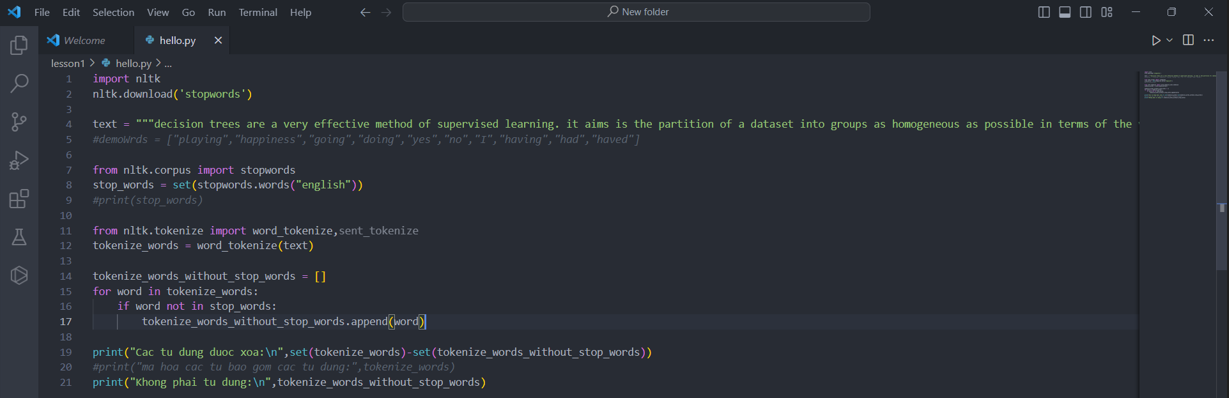 File Edit Selection View Go Run Terminal Help New folder
Welcome hello.py
lesson1 > hello.py > ...
1 import nltk
2 nltk.download('stopwords')
3
4 text = """decision trees are a very effective method of supervised learning. it aims is the partition of a dataset into groups as homogeneous as possible in terms of the
5 #demoWrds = ["playing","happiness","going","doing","yes","no","I","having","had","haved"]
6
7 from nltk.corpus import stopwords
8 stop_words = set(stopwords.words("english"))
9 #print(stop_words)
10
11 from nltk.tokenize import word_tokenize,sent_tokenize
12 tokenize_words = word_tokenize(text)
13
14 tokenize_words_without_stop_words = []
15 for word in tokenize_words:
16 if word not in stop_words:
17 tokenize_words_without_stop_words.append(word)
18
19 print("Cac tu dung duoc xoa:\n",set(tokenize_words)-set(tokenize_words_without_stop_words))
20 #print("ma hoa cac tu bao gom cac tu dung:",tokenize_words)
21 print("Khong phai tu dung:\n",tokenize_words_without_stop_words)